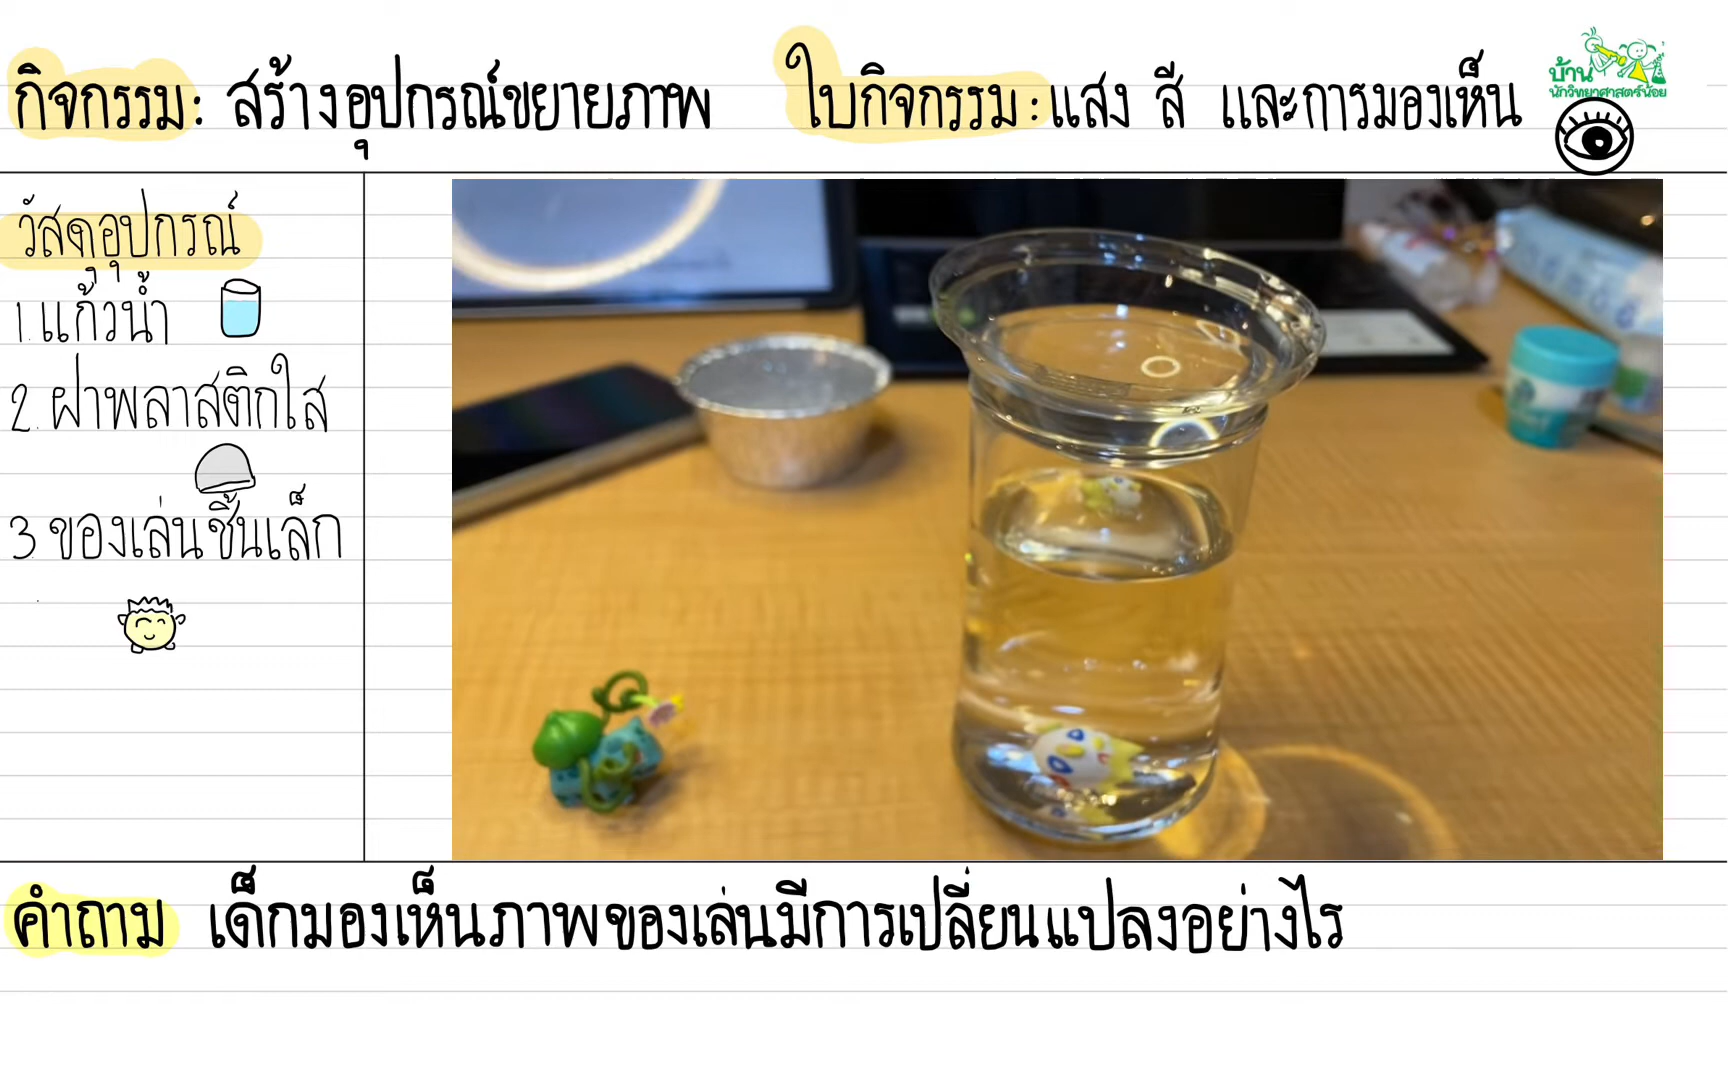 กิจกรรม: สร้างอุปกรณ์ขยายภาพ ใบกิจกรรม: แสง สี และการมองเห็น
บ้าน
นักวิทยาศาสตร์น้อย
วัสดุอุปกรณ์
1. แก้วน้ำ
2. ฝาพลาสติกใส
3. ของเล่นชิ้นเล็ก
คำถาม เด็กมองเห็นภาพของเล่นมีการเปลี่ยนแปลงอย่างไร